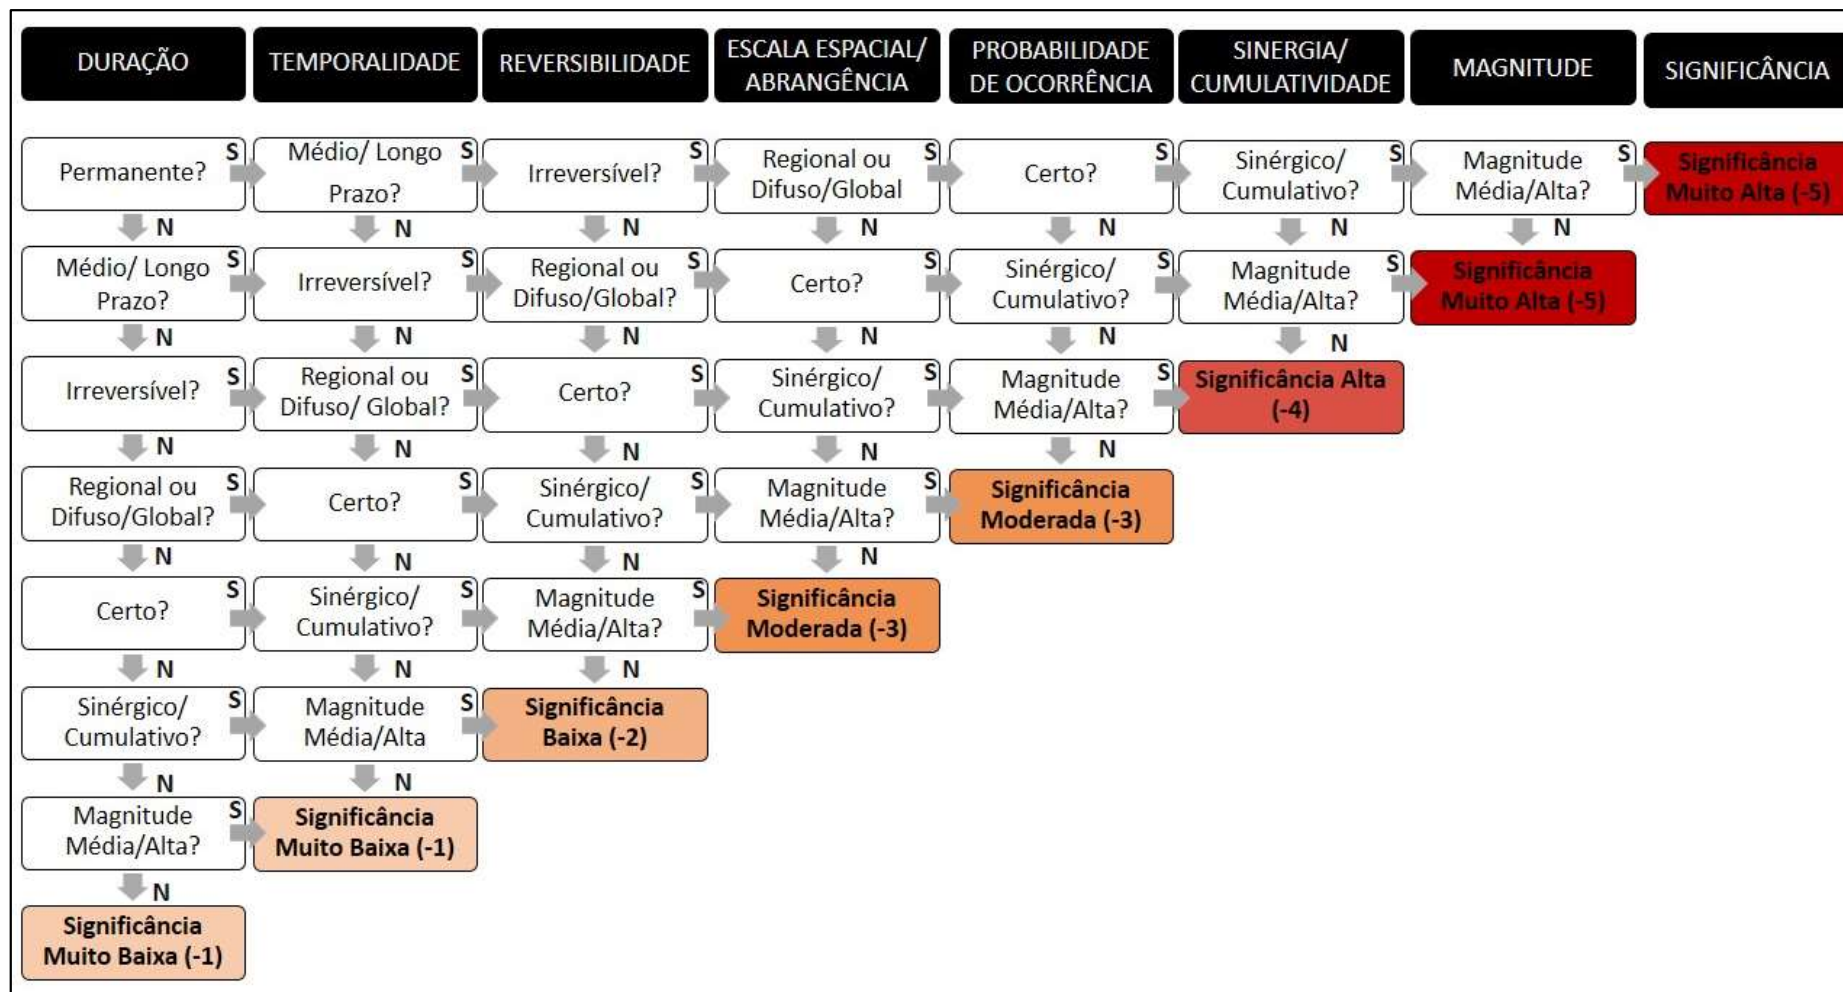 DURAÇÃO
TEMPORALIDADE
REVERSIBILIDADE
ESCALA ESPACIAL/
ABRANGÊNCIA
PROBABILIDADE
DE OCORRÊNCIA
SINERGIA/
CUMULATIVIDADE
MAGNITUDE
SIGNIFICÂNCIA
Permanente?
S
Médio/ Longo
Prazo?
S
Irreversível?
S
Regional ou
Difuso/Global
S
Certo?
S
Sinérgico/
Cumulativo?
S
Magnitude
Média/Alta?
S
Significância
Muito Alta (-5)
N
N
N
N
N
N
N
Médio/ Longo
Prazo?
S
Irreversível?
S
Regional ou
Difuso/Global?
S
Certo?
S
Sinérgico/
Cumulativo?
S
Magnitude
Média/Alta?
S
Significância
Muito Alta (-5)
N
N
N
N
N
N
Irreversível?
S
Regional ou
Difuso/ Global?
S
Certo?
S
Sinérgico/
Cumulativo?
S
Magnitude
Média/Alta?
S
Significância Alta
(-4)
N
N
N
N
N
Regional ou
Difuso/Global?
S
Certo?
S
Sinérgico/
Cumulativo?
S
Magnitude
Média/Alta?
S
Significância
Moderada (-3)
N
N
N
N
Certo?
S
Sinérgico/
Cumulativo?
S
Magnitude
Média/Alta?
S
Significância
Moderada (-3)
N
N
N
Sinérgico/
Cumulativo?
S
Magnitude
Média/Alta
S
Significância
Baixa (-2)
N
N
Magnitude
Média/Alta?
S
Significância
Muito Baixa (-1)
N
Significância
Muito Baixa (-1)